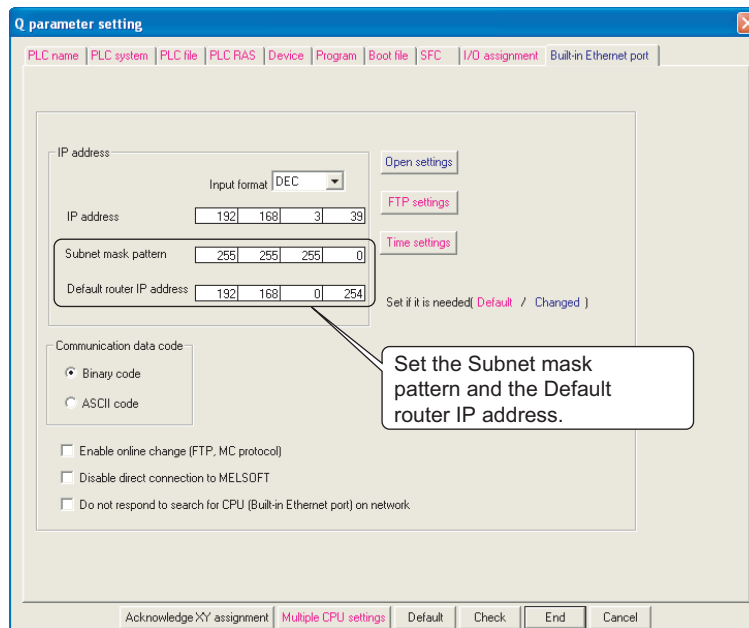 Q parameter setting
PLC name PLC system PLC file PLC RAS Device Program Boot file SFC I/O assignment Built-in Ethernet port
IP address
Input format DEC
IP address 192 168 3 39
Subnet mask pattern 255 255 255 0
Default router IP address 192 168 0 254
Open settings
FTP settings
Time settings
Set if it is needed( Default / Changed )
Set the Subnet mask
pattern and the Default
router IP address.
Communication data code
Binary code
ASCII code
Enable online change (FTP, MC protocol)
Disable direct connection to MELSOFT
Do not respond to search for CPU (Built-in Ethernet port) on network
Acknowledge XY assignment Multiple CPU settings Default Check End Cancel